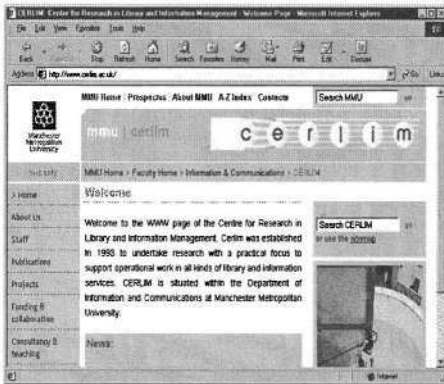 CERLIM: Centre for Research in Library and Information Management - Welcome Page - Microsoft Internet Explorer
File Edit View Favorites Tools Help
Back Stop Refresh Home Search Favorites History Mail Print Edit Discuss
Address http://www.cerlim.ac.uk/ Go Links
MMU Home Prospectus About MMU A-Z Index Contacts Search MMU go
Manchester
Metropolitan
University
mmu | cerlim
cerlim
MMU Home > Faculty Home > Information & Communications > CERLIM
> Home
About Us
Staff
Publications
Projects
Funding &
collaboration
Consultancy &
teaching
Welcome
Welcome to the WWW page of the Centre for Research in
Library and Information Management. Cerlim was established
in 1993 to undertake research with a practical focus to
support operational work in all kinds of library and information
services. CERLIM is situated within the Department of
Information and Communications at Manchester Metropolitan
University.
News:
Search CERLIM go
or use the sitemap
Internet